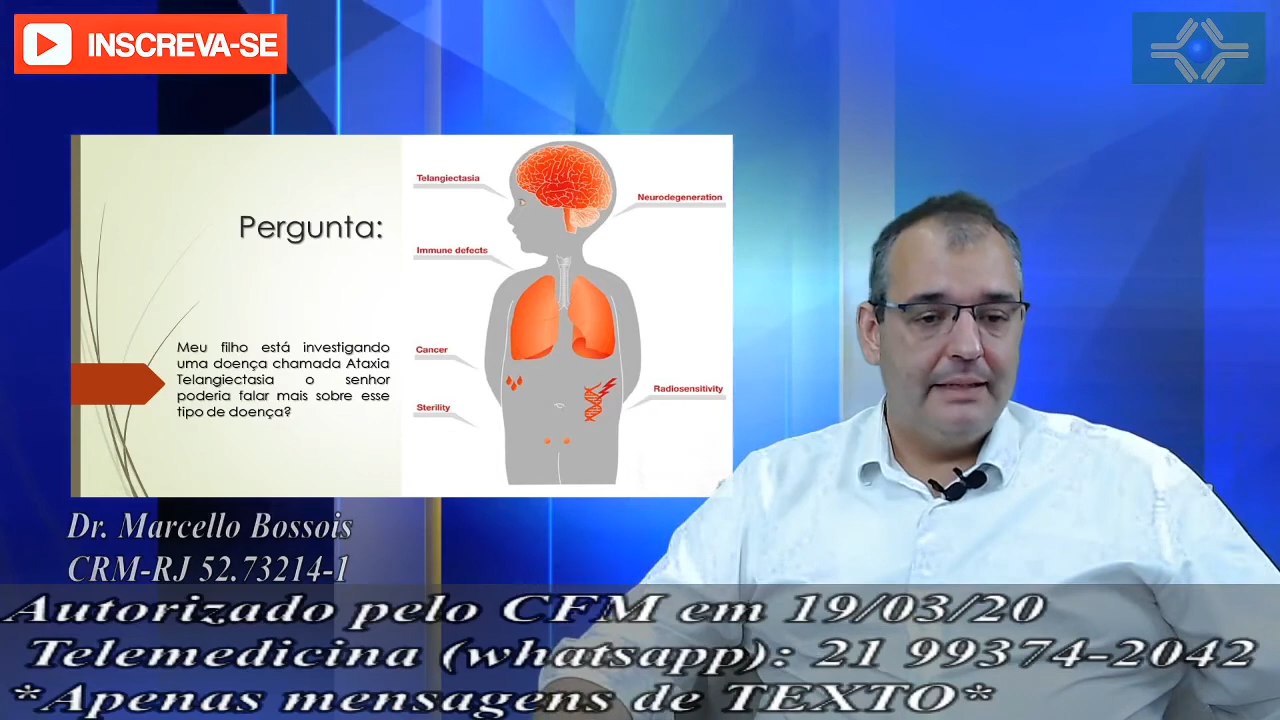 INSCREVA-SE
Pergunta:
Meu filho está investigando
uma doença chamada Ataxia
Telangiectasia o senhor
poderia falar mais sobre esse
tipo de doença?
Telangiectasia
Neurodegeneration
Immune defects
Cancer
Radiosensitivity
Sterility
Dr. Marcello Bossois
CRM-RJ 52.73214-1
Autorizado pelo CFM em 19/03/20
Telemedicina (whatsapp): 21 99374-2042
*Apenas mensagens de TEXTO*